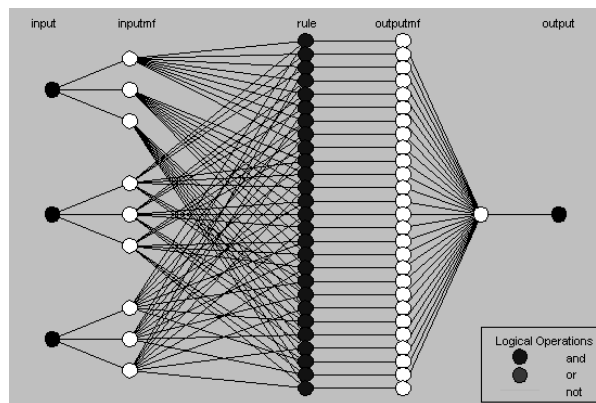 input inputmf rule outputmf output
Logical Operations
and
or
not